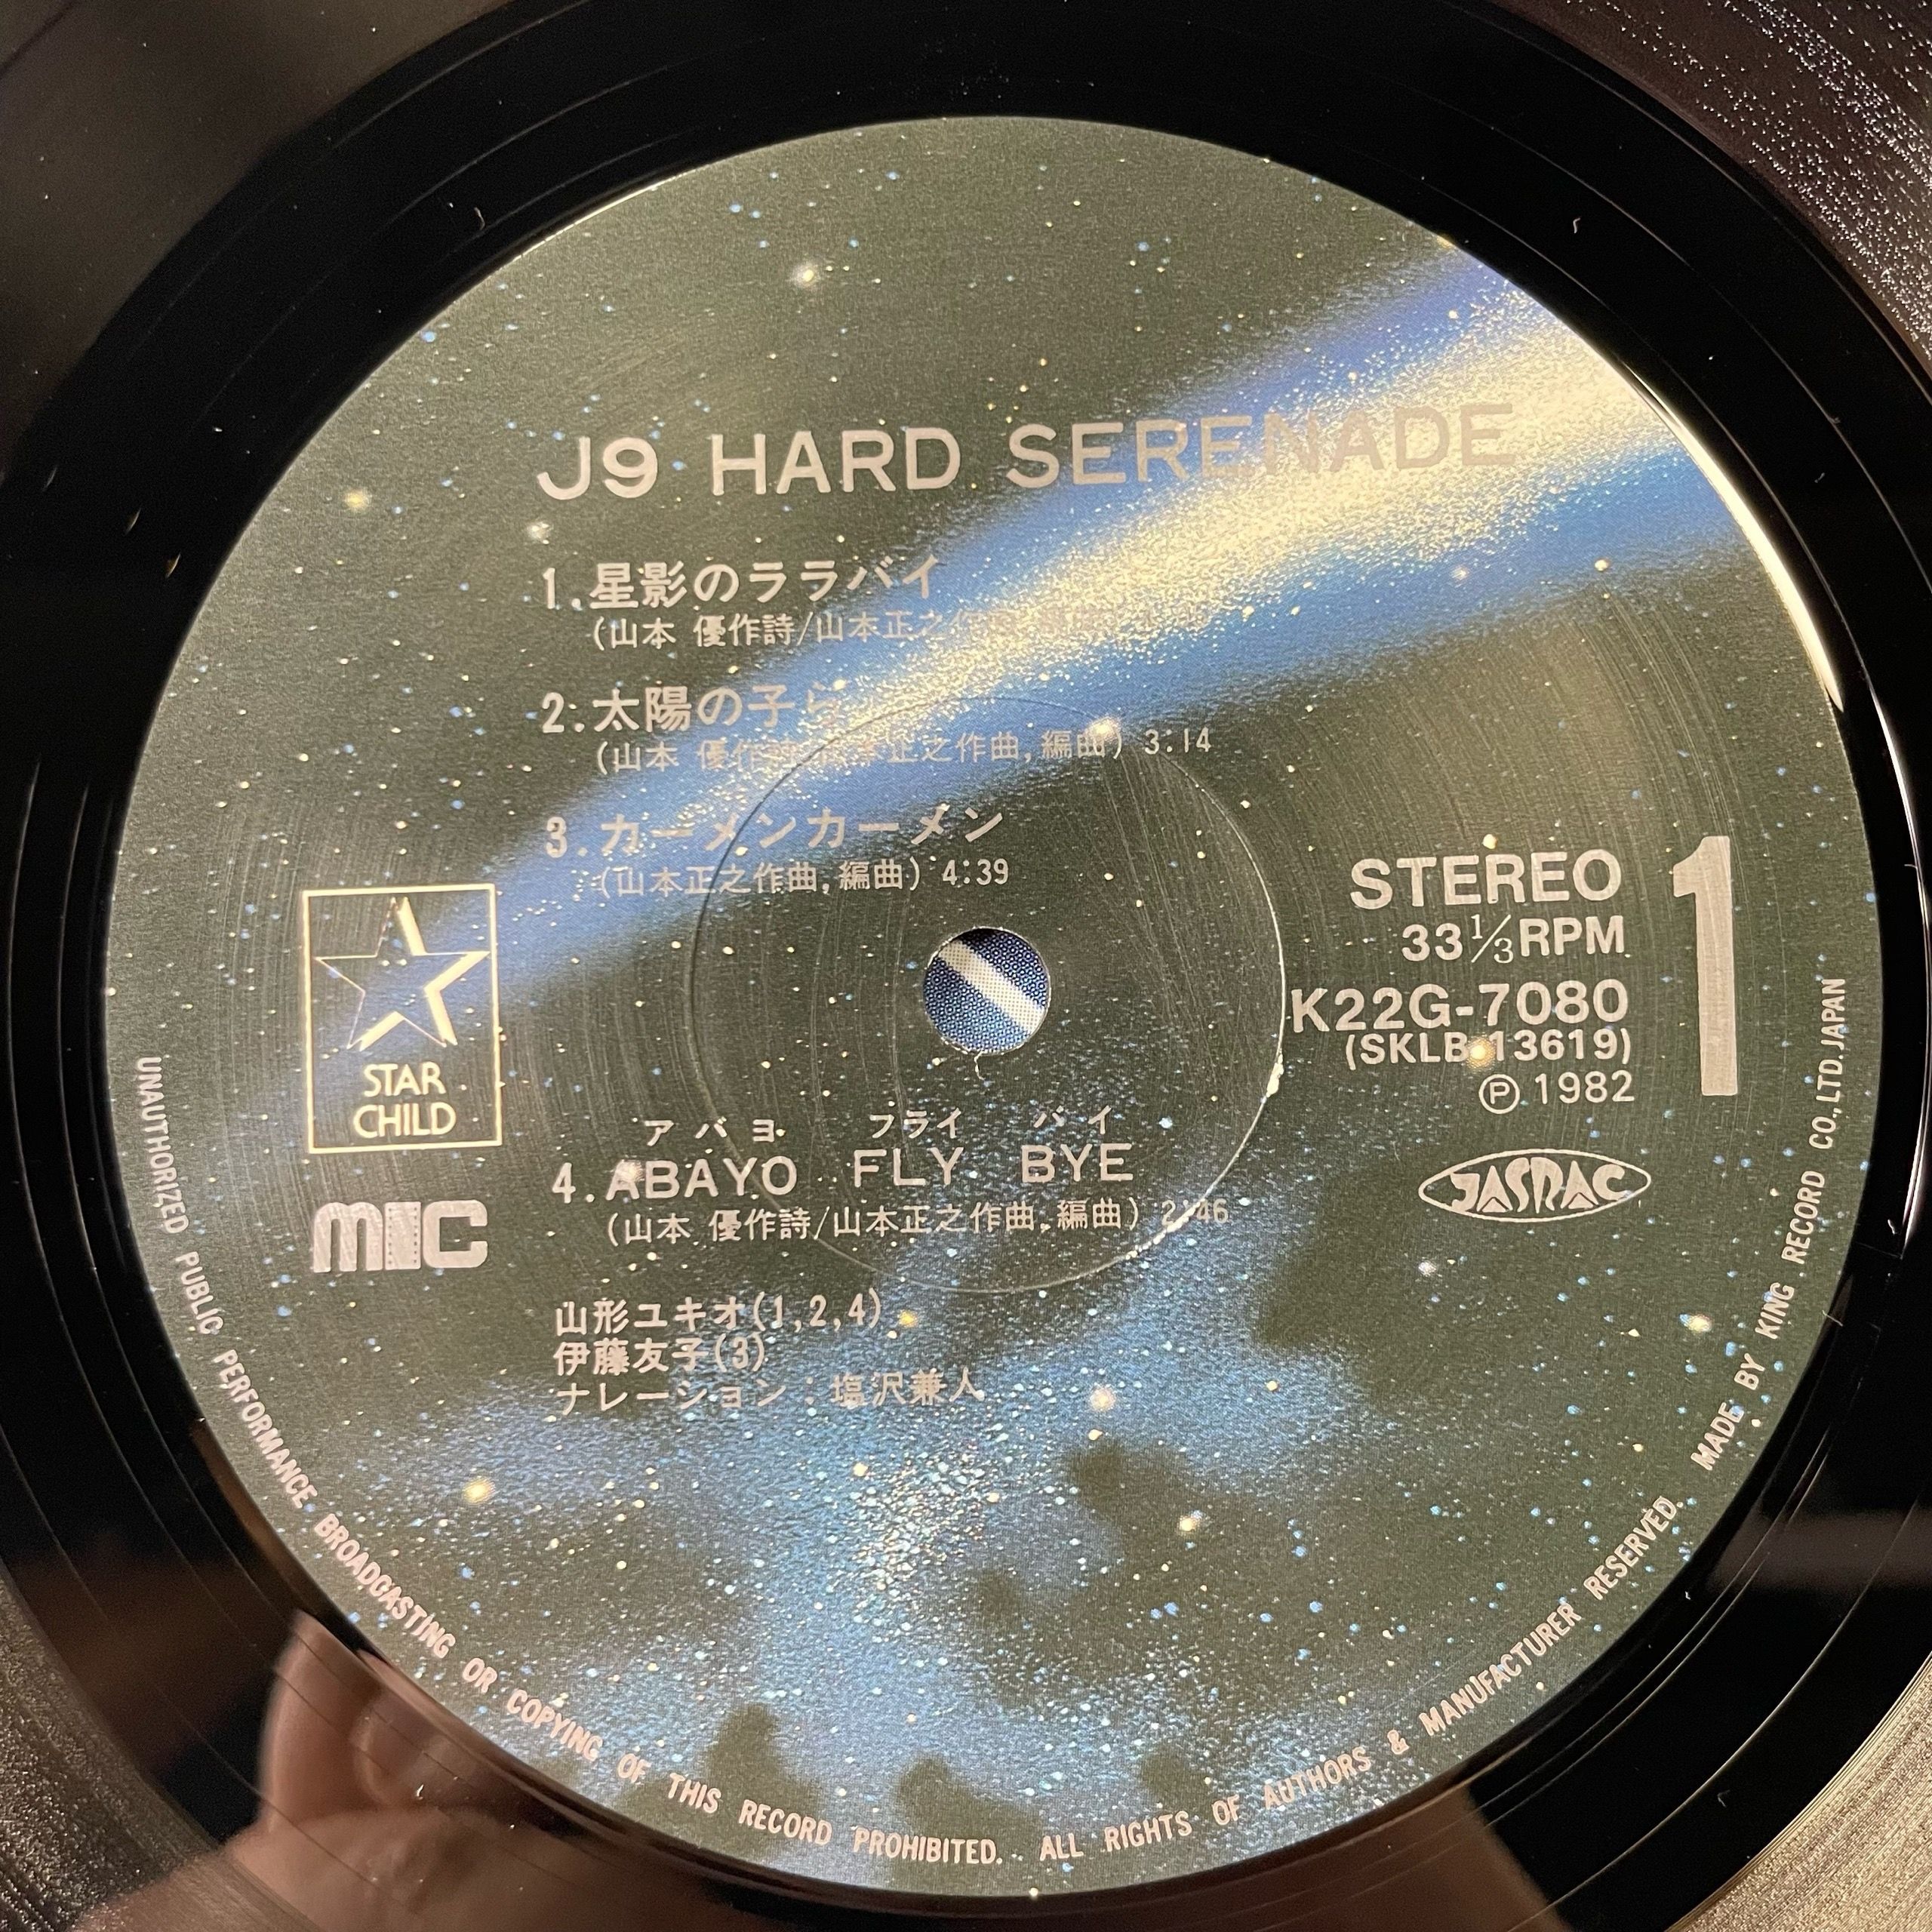 J9 HARD SERENADE
1.星影のララバイ
(山本 優作詩/山本正之作
2.太陽の子ら
(山本 優作詩/山本正之作曲,編曲) 3:14
3.カーメンカーメン
(山本正之作曲,編曲) 4:39
STEREO
33⅓RPM
K22G-7080
(SKLB-13619)
Ⓟ 1982
1
STAR
CHILD
MIC
JASRAC
アバヨ フライ バイ
4.ABAYO FLY BYE
(山本 優作詩/山本正之作曲,編曲) 2:46
山形ユキオ(1,2,4)
伊藤友子(3)
ナレーション:塩沢兼人
UNAUTHORIZED PUBLIC PERFORMANCE BROADCASTING OR COPYING OF THIS RECORD PROHIBITED. ALL RIGHTS OF AUTHORS & MANUFACTURER RESERVED. MADE BY KING RECORD CO.,LTD.JAPAN